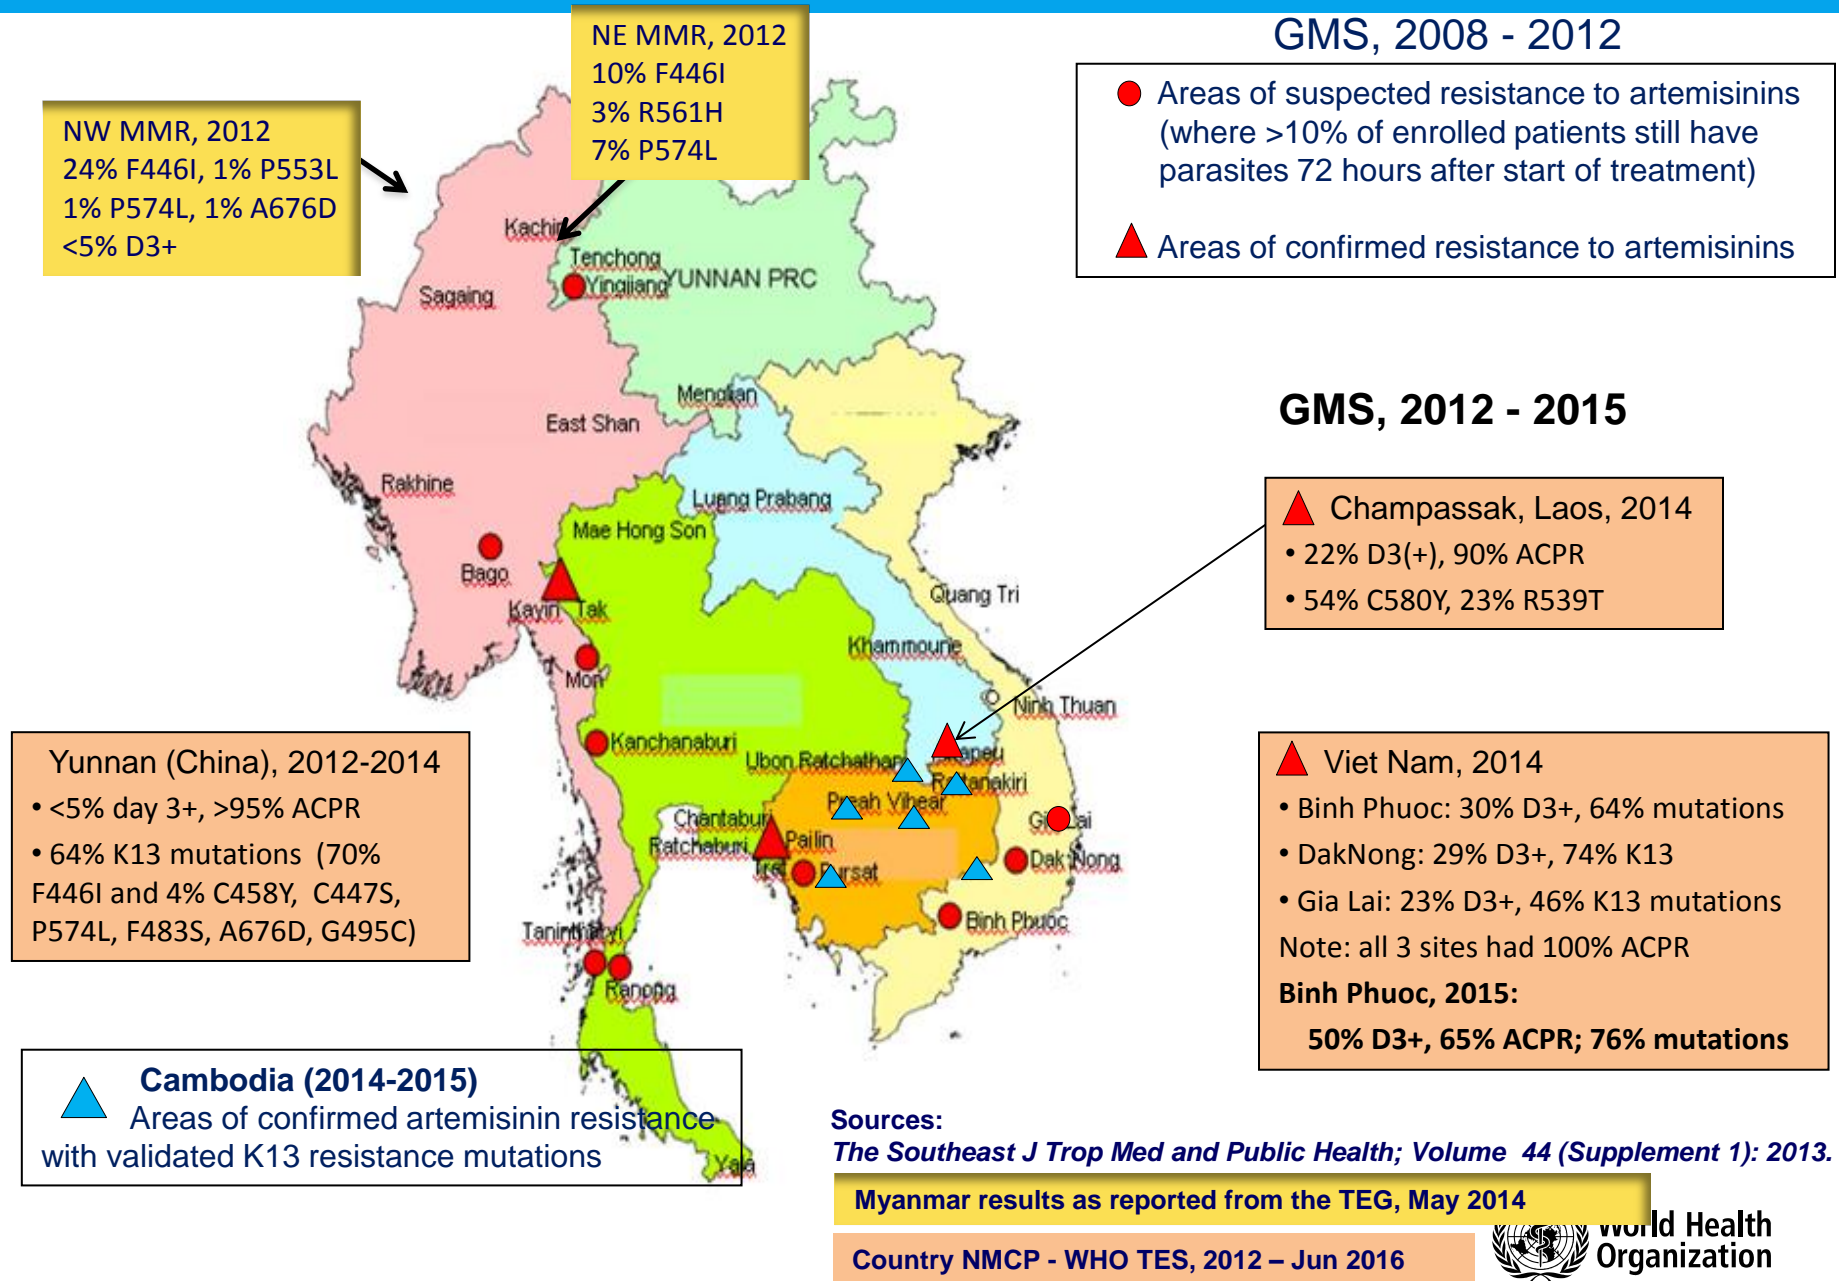 NE MMR, 2012
10% F446I
3% R561H
7% P574L
NW MMR, 2012
24% F446I, 1% P553L
1% P574L, 1% A676D
<5% D3+
GMS, 2008 - 2012
Areas of suspected resistance to artemisinins
(where >10% of enrolled patients still have
parasites 72 hours after start of treatment)
Areas of confirmed resistance to artemisinins
Kachin
Tenchong
Yingjiang
YUNNAN PRC
Sagaing
Menglian
East Shan
Rakhine
Luang Prabang
Mae Hong Son
Bago
Kayin
Tak
Quang Tri
Khammoune
Mon
Ninh Thuan
Kanchanaburi
Ubon Ratchathani
Rattanakiri
Preah Vihear
Chantaburi
Gia Lai
Ratchaburi
Pailin
Trat
Pursat
Dak Nong
Binh Phuoc
Tanintharyi
Ranong
Yala
GMS, 2012 - 2015
Champassak, Laos, 2014
• 22% D3(+), 90% ACPR
• 54% C580Y, 23% R539T
Yunnan (China), 2012-2014
• <5% day 3+, >95% ACPR
• 64% K13 mutations (70%
F446I and 4% C458Y, C447S,
P574L, F483S, A676D, G495C)
Viet Nam, 2014
• Binh Phuoc: 30% D3+, 64% mutations
• DakNong: 29% D3+, 74% K13
• Gia Lai: 23% D3+, 46% K13 mutations
Note: all 3 sites had 100% ACPR
Binh Phuoc, 2015:
50% D3+, 65% ACPR; 76% mutations
Cambodia (2014-2015)
Areas of confirmed artemisinin resistance
with validated K13 resistance mutations
Sources:
The Southeast J Trop Med and Public Health; Volume 44 (Supplement 1): 2013.
Myanmar results as reported from the TEG, May 2014
Country NMCP - WHO TES, 2012 – Jun 2016
World Health
Organization